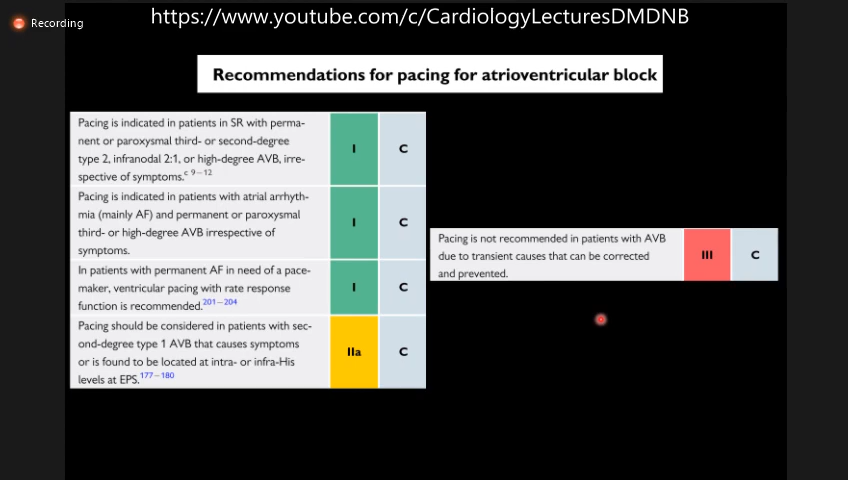 Recording
https://www.youtube.com/c/CardiologyLecturesDMDNB
Recommendations for pacing for atrioventricular block
Pacing is indicated in patients in SR with perma-
nent or paroxysmal third- or second-degree
type 2, infranodal 2:1, or high-degree AVB, irre-
spective of symptoms.c 9–12
I
C
Pacing is indicated in patients with atrial arrhyth-
mia (mainly AF) and permanent or paroxysmal
third- or high-degree AVB irrespective of
symptoms.
I
C
In patients with permanent AF in need of a pace-
maker, ventricular pacing with rate response
function is recommended.201–204
I
C
Pacing should be considered in patients with sec-
ond-degree type 1 AVB that causes symptoms
or is found to be located at intra- or infra-His
levels at EPS.177–180
IIa
C
Pacing is not recommended in patients with AVB
due to transient causes that can be corrected
and prevented.
III
C